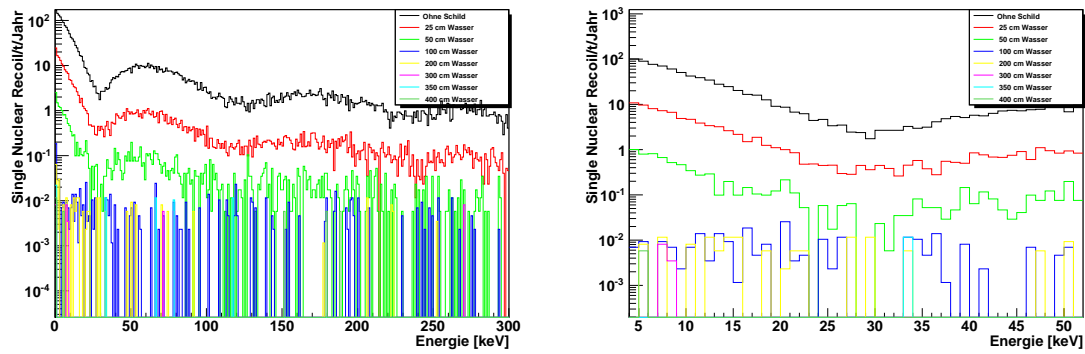 Single Nuclear Recoil/t/Jahr
10²
10
1
10⁻¹
10⁻²
10⁻³
10⁻⁴
0 50 100 150 200 250 300
Energie [keV]
Ohne Schild
25 cm Wasser
50 cm Wasser
100 cm Wasser
200 cm Wasser
300 cm Wasser
350 cm Wasser
400 cm Wasser
Single Nuclear Recoil/t/Jahr
10³
10²
10
1
10⁻¹
10⁻²
10⁻³
5 10 15 20 25 30 35 40 45 50
Energie [keV]
Ohne Schild
25 cm Wasser
50 cm Wasser
100 cm Wasser
200 cm Wasser
300 cm Wasser
350 cm Wasser
400 cm Wasser